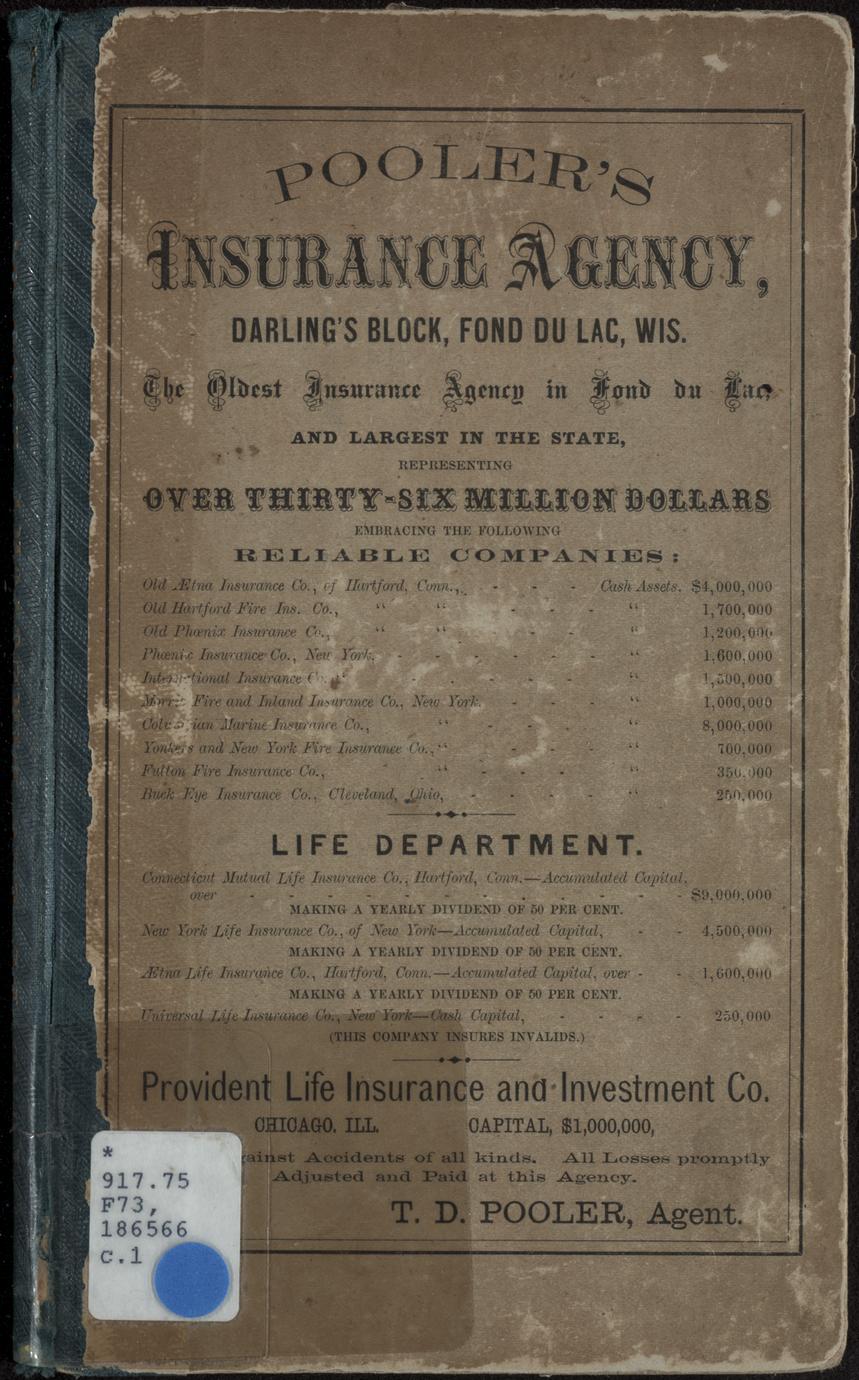 POOLER'S
INSURANCE AGENCY,
DARLING'S BLOCK, FOND DU LAC, WIS.
The Oldest Insurance Agency in Fond du Lac,
AND LARGEST IN THE STATE,
REPRESENTING
OVER THIRTY-SIX MILLION DOLLARS
EMBRACING THE FOLLOWING
RELIABLE COMPANIES:
Old Ætna Insurance Co., of Hartford, Conn., - - - Cash Assets. $4,000,000
Old Hartford Fire Ins. Co., “ “ - - - “ 1,700,000
Old Phœnix Insurance Co., “ “ - - - “ 1,200,000
Phœnix Insurance Co., New York. - - - - - - “ 1,600,000
International Insurance Co. “ - - - - - - “ 1,500,000
Fire and Inland Insurance Co., New York. - - - “ 1,000,000
Marine Insurance Co., “ - - - “ 8,000,000
Yonkers and New York Fire Insurance Co., “ - - - “ 700,000
Fulton Fire Insurance Co., “ - - - - “ 350,000
Buck Eye Insurance Co., Cleveland, Ohio, - - - - “ 250,000
LIFE DEPARTMENT.
Connecticut Mutual Life Insurance Co., Hartford, Conn.—Accumulated Capital,
over - - - - - - - - - - - - - $9,000,000
MAKING A YEARLY DIVIDEND OF 50 PER CENT.
New York Life Insurance Co., of New York—Accumulated Capital, - - 4,500,000
MAKING A YEARLY DIVIDEND OF 50 PER CENT.
Ætna Life Insurance Co., Hartford, Conn.—Accumulated Capital, over - - 1,600,000
MAKING A YEARLY DIVIDEND OF 50 PER CENT.
Universal Life Insurance Co., New York—Cash Capital, - - - - - 250,000
(THIS COMPANY INSURES INVALIDS.)
Provident Life Insurance and Investment Co.
CHICAGO. ILL. CAPITAL, $1,000,000,
Accidents of all kinds. All Losses promptly
Adjusted and Paid at this Agency.
T. D. POOLER, Agent.
*
917.75
F73,
186566
c.1